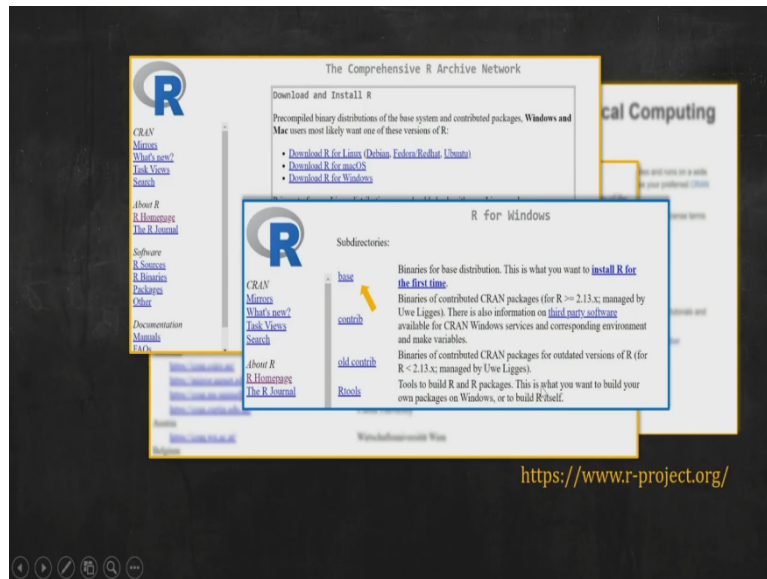 The Comprehensive R Archive Network
R
CRAN
Mirrors
What's new?
Task Views
Search
About R
R Homepage
The R Journal
Software
R Sources
R Binaries
Packages
Other
Documentation
Manuals
FAQs
Download and Install R
Precompiled binary distributions of the base system and contributed packages, Windows and
Mac users most likely want one of these versions of R:
• Download R for Linux (Debian, Fedora/Redhat, Ubuntu)
• Download R for macOS
• Download R for Windows
cal Computing
R for Windows
R
CRAN
Mirrors
What's new?
Task Views
Search
About R
R Homepage
The R Journal
Subdirectories:
base
Binaries for base distribution. This is what you want to install R for
the first time.
contrib
Binaries of contributed CRAN packages (for R >= 2.13.x; managed by
Uwe Ligges). There is also information on third party software
available for CRAN Windows services and corresponding environment
and make variables.
old contrib
Binaries of contributed CRAN packages for outdated versions of R (for
R < 2.13.x; managed by Uwe Ligges).
Rtools
Tools to build R and R packages. This is what you want to build your
own packages on Windows, or to build R itself.
Austria
Belgium
https://www.r-project.org/